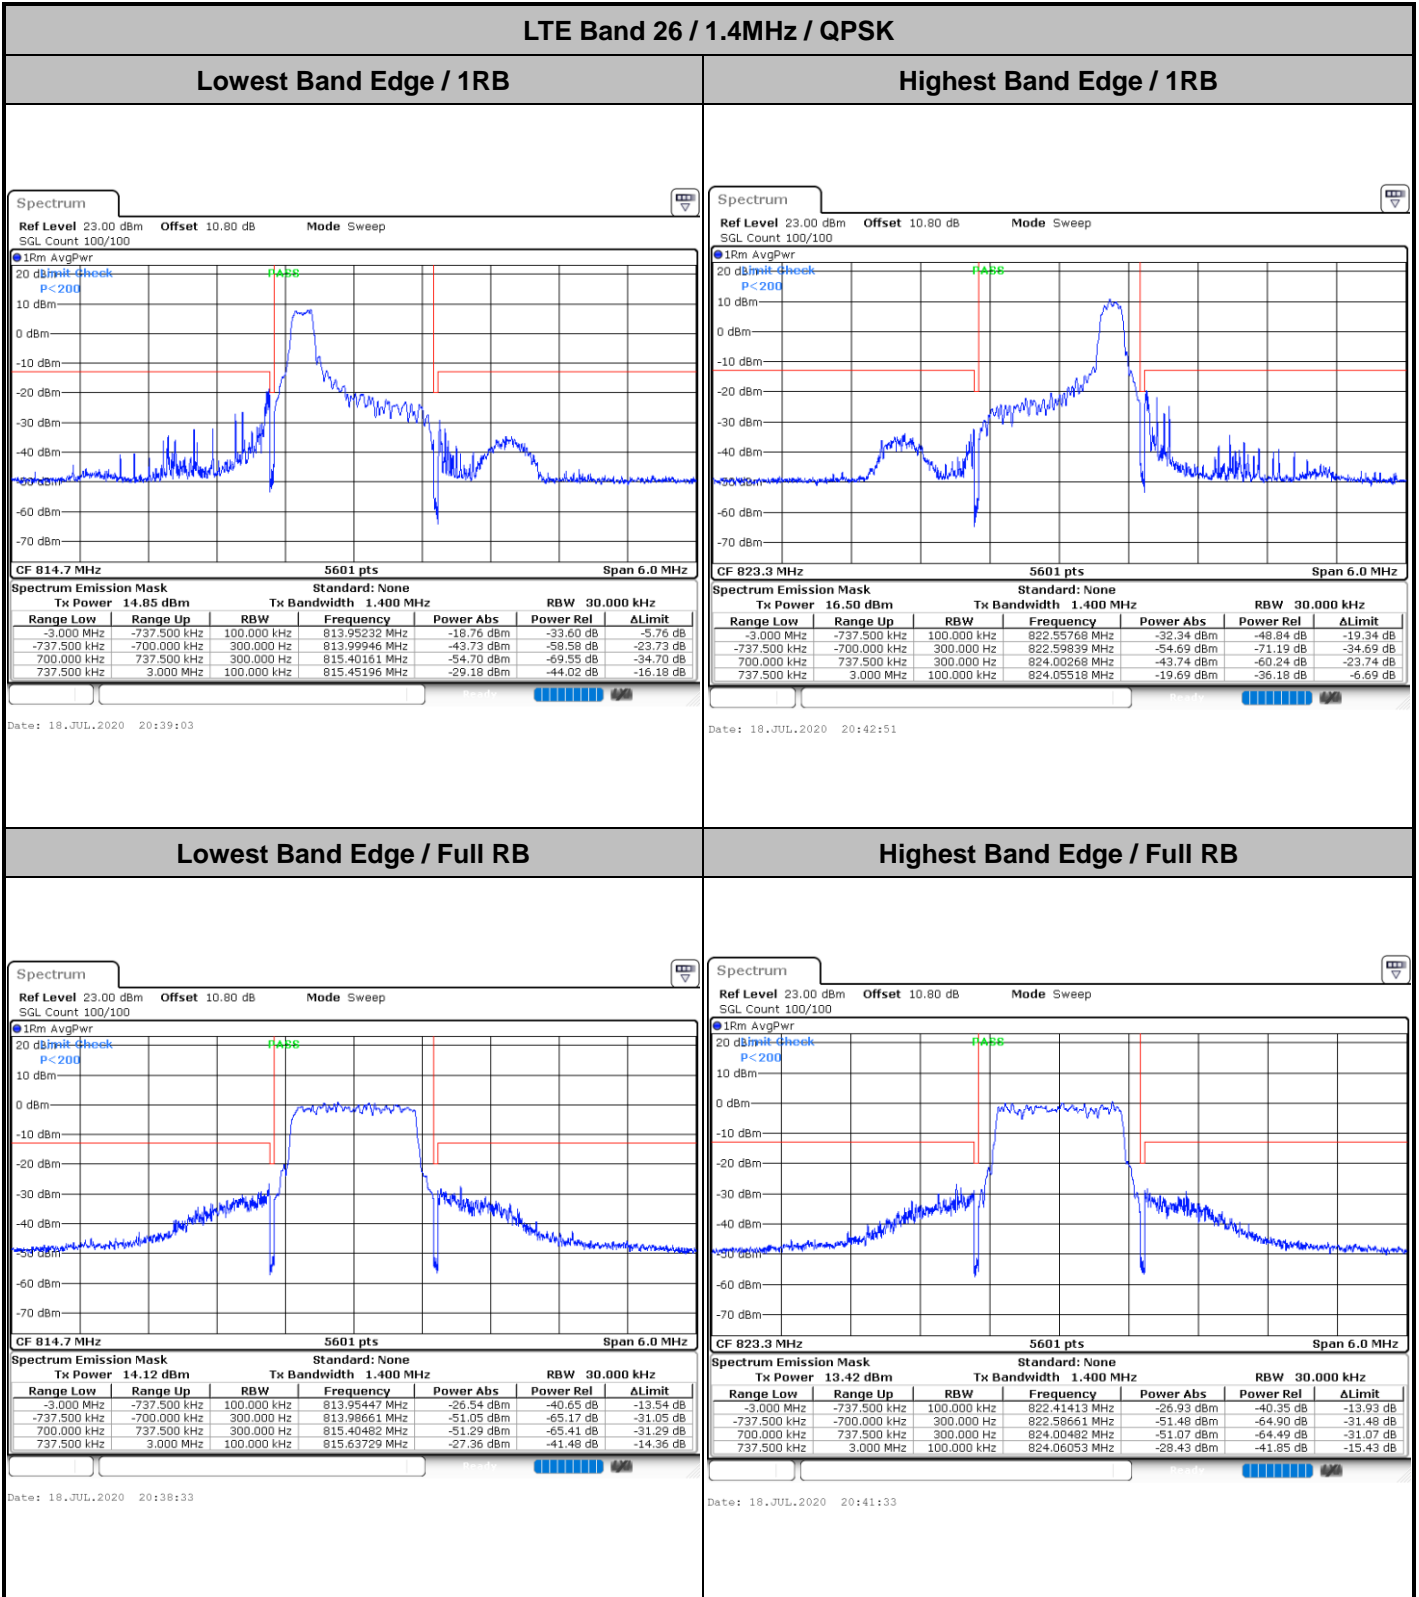 LTE Band 26 / 1.4MHz / QPSK
Lowest Band Edge / 1RB
Highest Band Edge / 1RB
Spectrum
Ref Level 23.00 dBm Offset 10.80 dB Mode Sweep
SGL Count 100/100
1Rm AvgPwr
20 dBm Limit Check PASS
P<200
10 dBm
0 dBm
-10 dBm
-20 dBm
-30 dBm
-40 dBm
-50 dBm
-60 dBm
-70 dBm
CF 814.7 MHz 5601 pts Span 6.0 MHz
Spectrum Emission Mask Standard: None
Tx Power 14.85 dBm Tx Bandwidth 1.400 MHz RBW 30.000 kHz
Range Low Range Up RBW Frequency Power Abs Power Rel ΔLimit
-3.000 MHz -737.500 kHz 100.000 kHz 813.95232 MHz -18.76 dBm -33.60 dB -5.76 dB
-737.500 kHz -700.000 kHz 300.000 Hz 813.99946 MHz -43.73 dBm -58.58 dB -23.73 dB
700.000 kHz 737.500 kHz 300.000 Hz 815.40161 MHz -54.70 dBm -69.55 dB -34.70 dB
737.500 kHz 3.000 MHz 100.000 kHz 815.45196 MHz -29.18 dBm -44.02 dB -16.18 dB
Ready
Date: 18.JUL.2020 20:39:03
Spectrum
Ref Level 23.00 dBm Offset 10.80 dB Mode Sweep
SGL Count 100/100
1Rm AvgPwr
20 dBm Limit Check PASS
P<200
10 dBm
0 dBm
-10 dBm
-20 dBm
-30 dBm
-40 dBm
-50 dBm
-60 dBm
-70 dBm
CF 823.3 MHz 5601 pts Span 6.0 MHz
Spectrum Emission Mask Standard: None
Tx Power 16.50 dBm Tx Bandwidth 1.400 MHz RBW 30.000 kHz
Range Low Range Up RBW Frequency Power Abs Power Rel ΔLimit
-3.000 MHz -737.500 kHz 100.000 kHz 822.55768 MHz -32.34 dBm -48.84 dB -19.34 dB
-737.500 kHz -700.000 kHz 300.000 Hz 822.59839 MHz -54.69 dBm -71.19 dB -34.69 dB
700.000 kHz 737.500 kHz 300.000 Hz 824.00268 MHz -43.74 dBm -60.24 dB -23.74 dB
737.500 kHz 3.000 MHz 100.000 kHz 824.05518 MHz -19.69 dBm -36.18 dB -6.69 dB
Ready
Date: 18.JUL.2020 20:42:51
Lowest Band Edge / Full RB
Highest Band Edge / Full RB
Spectrum
Ref Level 23.00 dBm Offset 10.80 dB Mode Sweep
SGL Count 100/100
1Rm AvgPwr
20 dBm Limit Check PASS
P<200
10 dBm
0 dBm
-10 dBm
-20 dBm
-30 dBm
-40 dBm
-50 dBm
-60 dBm
-70 dBm
CF 814.7 MHz 5601 pts Span 6.0 MHz
Spectrum Emission Mask Standard: None
Tx Power 14.12 dBm Tx Bandwidth 1.400 MHz RBW 30.000 kHz
Range Low Range Up RBW Frequency Power Abs Power Rel ΔLimit
-3.000 MHz -737.500 kHz 100.000 kHz 813.95447 MHz -26.54 dBm -40.65 dB -13.54 dB
-737.500 kHz -700.000 kHz 300.000 Hz 813.98661 MHz -51.05 dBm -65.17 dB -31.05 dB
700.000 kHz 737.500 kHz 300.000 Hz 815.40482 MHz -51.29 dBm -65.41 dB -31.29 dB
737.500 kHz 3.000 MHz 100.000 kHz 815.63729 MHz -27.36 dBm -41.48 dB -14.36 dB
Ready
Date: 18.JUL.2020 20:38:33
Spectrum
Ref Level 23.00 dBm Offset 10.80 dB Mode Sweep
SGL Count 100/100
1Rm AvgPwr
20 dBm Limit Check PASS
P<200
10 dBm
0 dBm
-10 dBm
-20 dBm
-30 dBm
-40 dBm
-50 dBm
-60 dBm
-70 dBm
CF 823.3 MHz 5601 pts Span 6.0 MHz
Spectrum Emission Mask Standard: None
Tx Power 13.42 dBm Tx Bandwidth 1.400 MHz RBW 30.000 kHz
Range Low Range Up RBW Frequency Power Abs Power Rel ΔLimit
-3.000 MHz -737.500 kHz 100.000 kHz 822.41413 MHz -26.93 dBm -40.35 dB -13.93 dB
-737.500 kHz -700.000 kHz 300.000 Hz 822.58661 MHz -51.48 dBm -64.90 dB -31.48 dB
700.000 kHz 737.500 kHz 300.000 Hz 824.00482 MHz -51.07 dBm -64.49 dB -31.07 dB
737.500 kHz 3.000 MHz 100.000 kHz 824.06053 MHz -28.43 dBm -41.85 dB -15.43 dB
Ready
Date: 18.JUL.2020 20:41:33